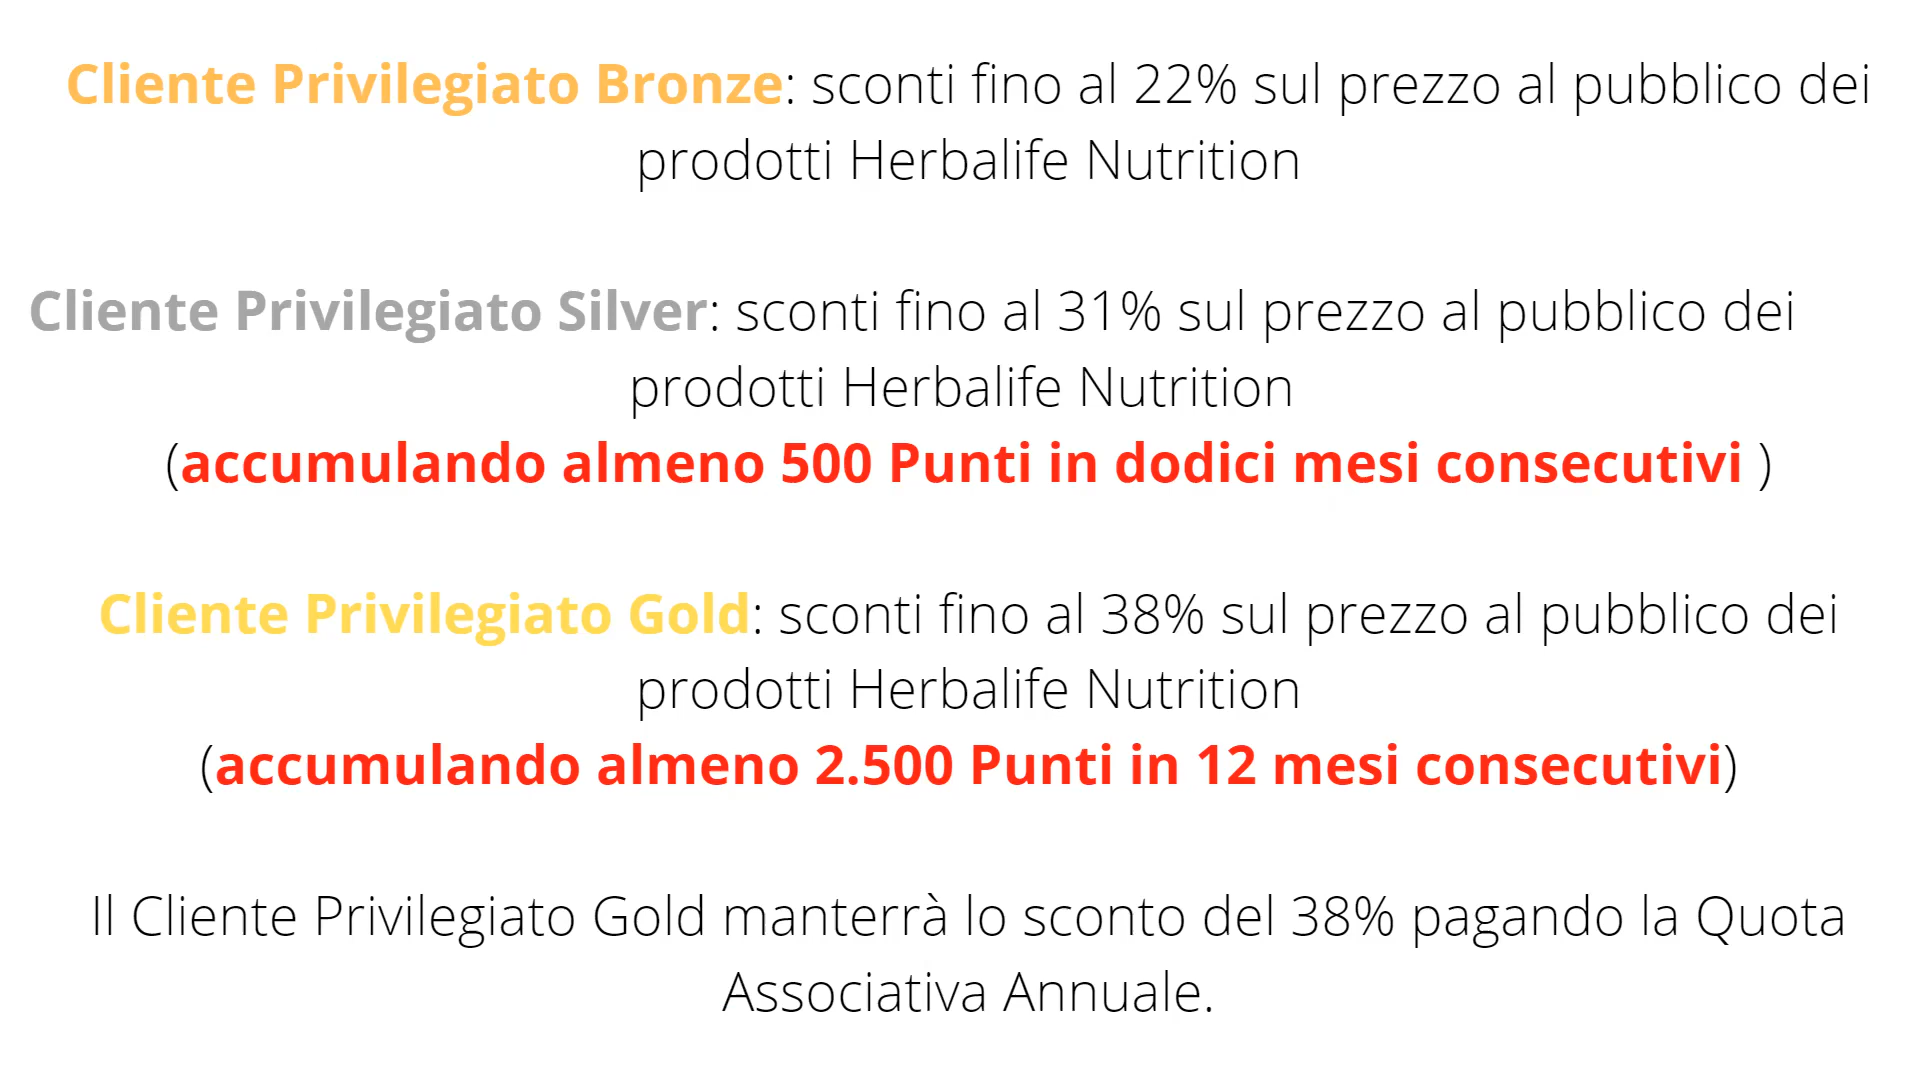 Cliente Privilegiato Bronze: sconti fino al 22% sul prezzo al pubblico dei
prodotti Herbalife Nutrition
Cliente Privilegiato Silver: sconti fino al 31% sul prezzo al pubblico dei
prodotti Herbalife Nutrition
(accumulando almeno 500 Punti in dodici mesi consecutivi )
Cliente Privilegiato Gold: sconti fino al 38% sul prezzo al pubblico dei
prodotti Herbalife Nutrition
(accumulando almeno 2.500 Punti in 12 mesi consecutivi)
Il Cliente Privilegiato Gold manterrà lo sconto del 38% pagando la Quota
Associativa Annuale.